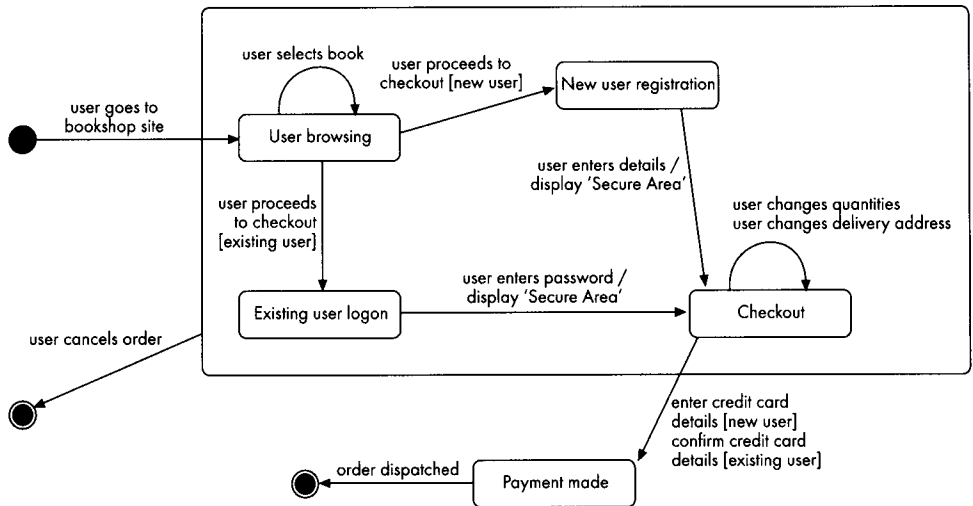 user selects book
user proceeds to
checkout [new user]
New user registration
user goes to
bookshop site
User browsing
user enters details /
display 'Secure Area'
user proceeds
to checkout
[existing user]
user changes quantities
user changes delivery address
user enters password /
display 'Secure Area'
Existing user logon
Checkout
user cancels order
enter credit card
details [new user]
confirm credit card
details [existing user]
order dispatched
Payment made